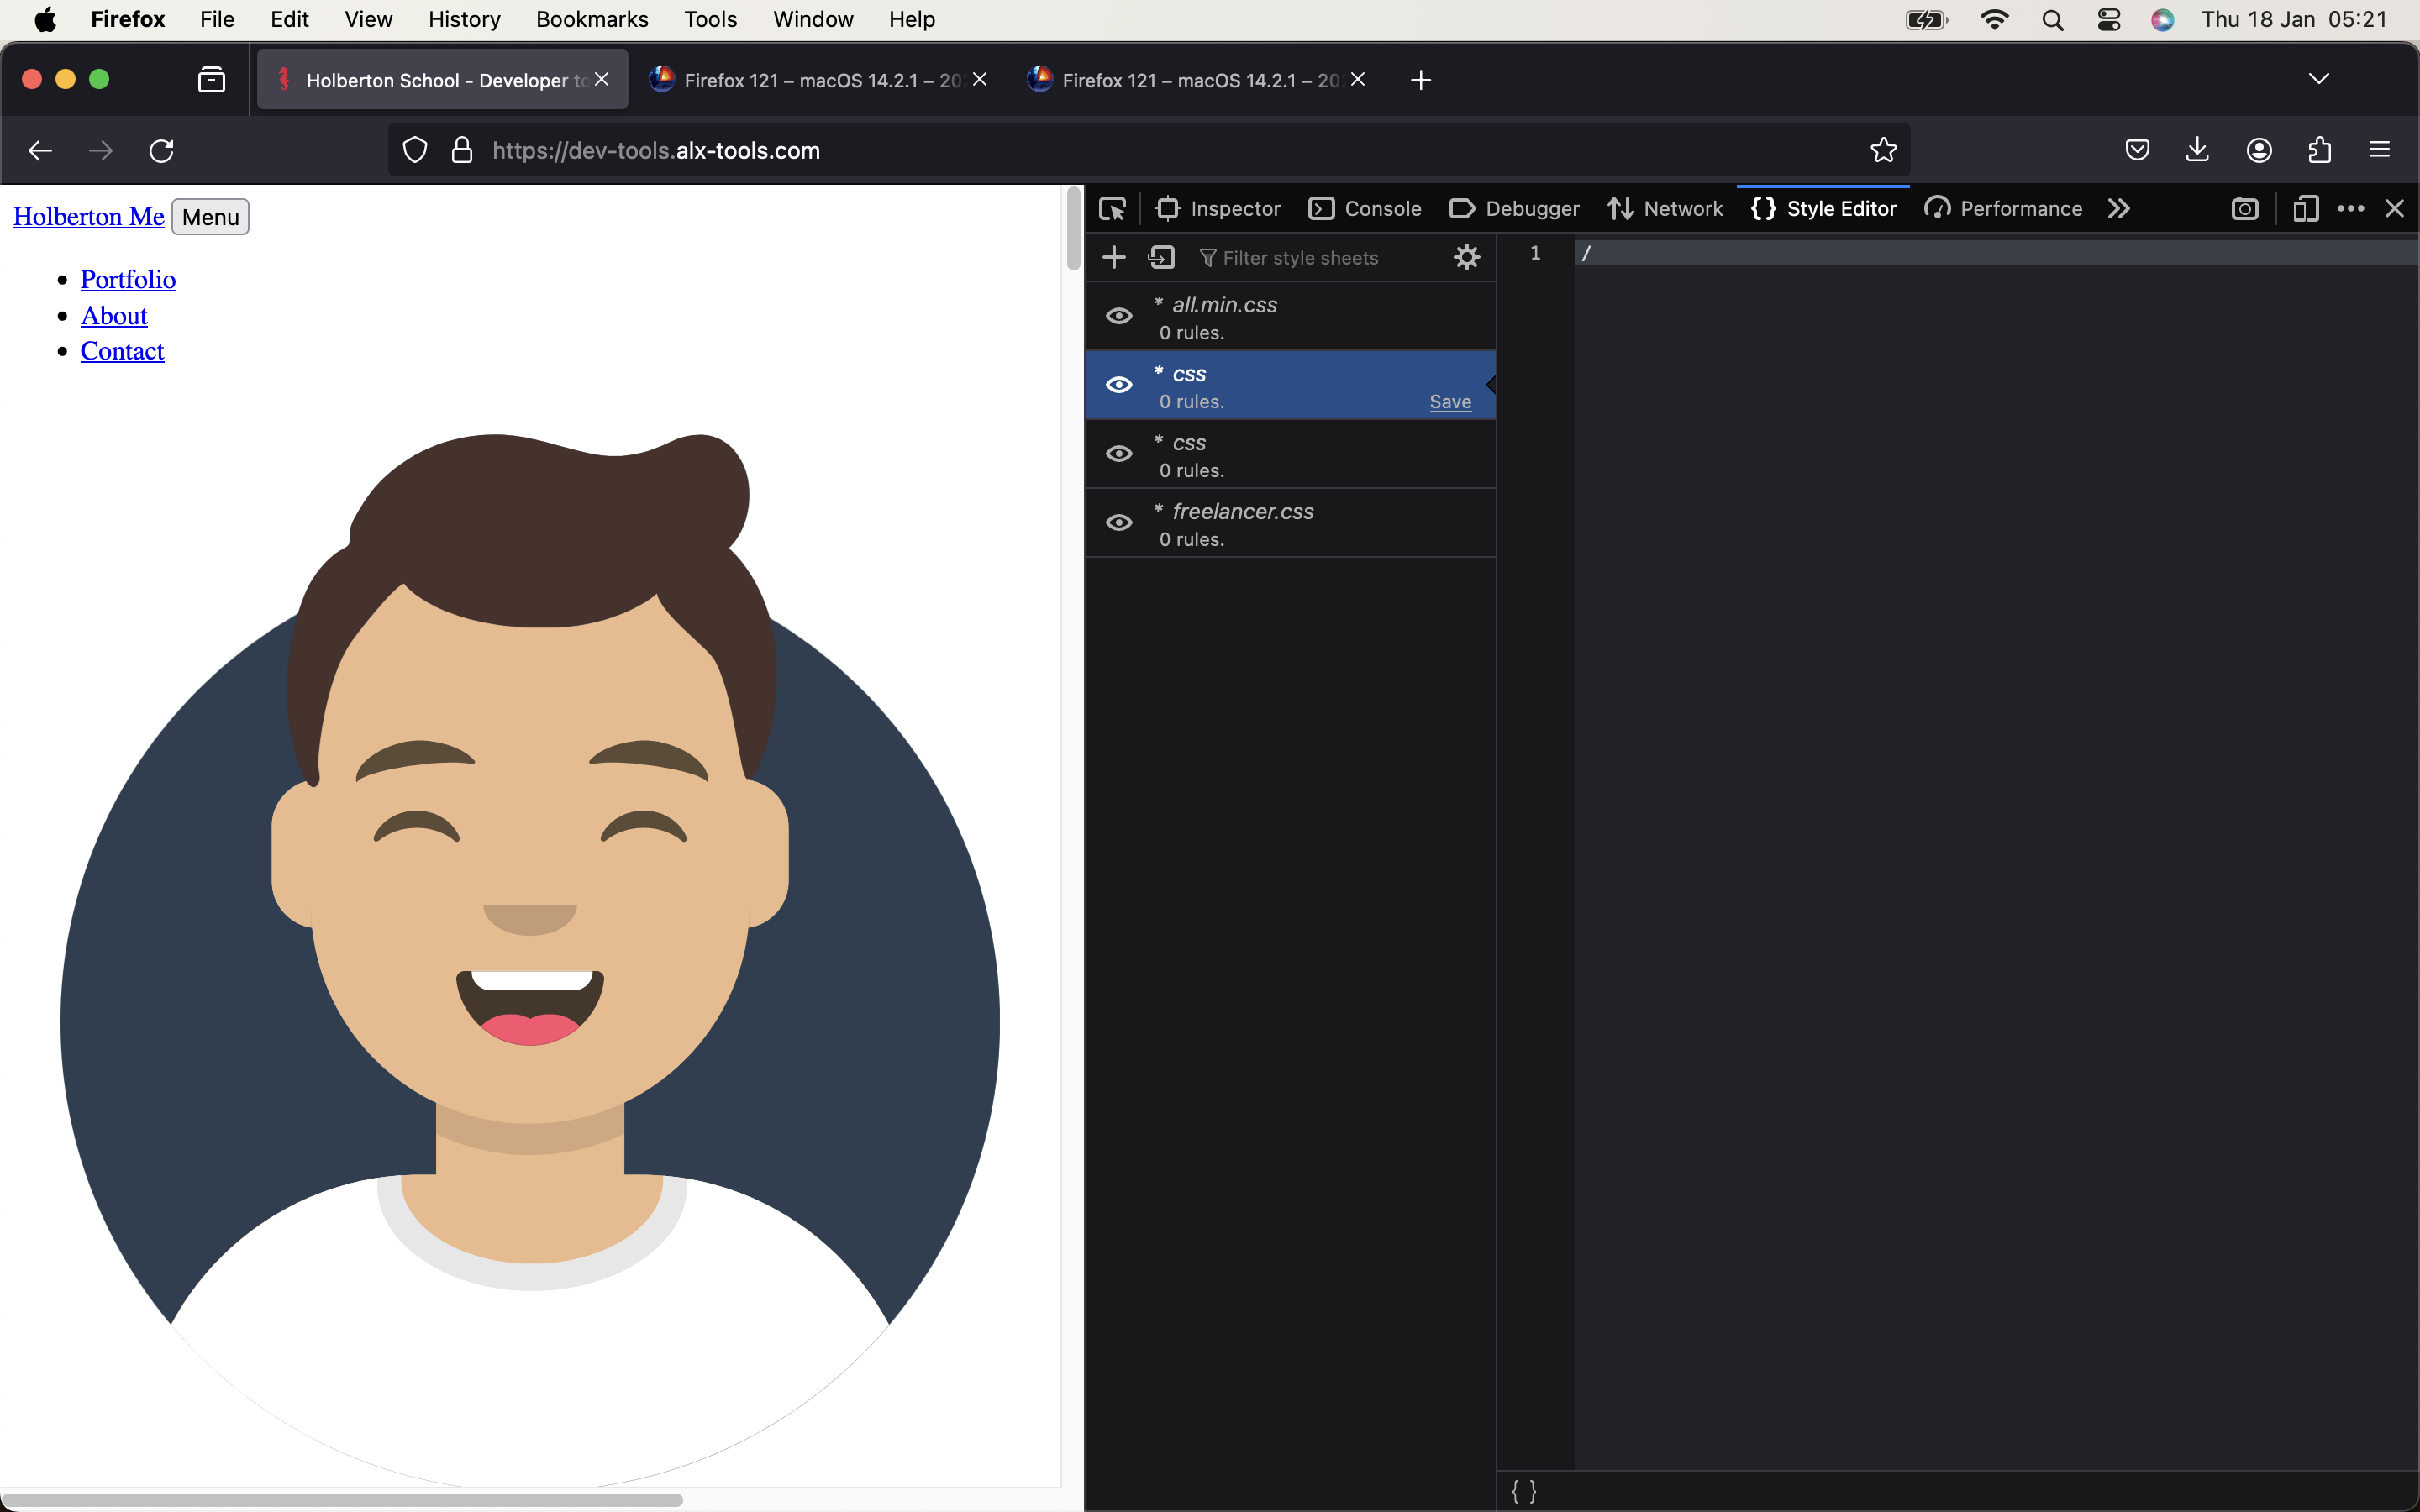 Firefox File Edit View History Bookmarks Tools Window Help Thu 18 Jan 05:21
Holberton School - Developer to Firefox 121 – macOS 14.2.1 – 20 Firefox 121 – macOS 14.2.1 – 20
https://dev-tools.alx-tools.com
Holberton Me Menu
Portfolio
About
Contact
Inspector Console Debugger Network Style Editor Performance
Filter style sheets
* all.min.css
0 rules.
* css
0 rules. Save
* css
0 rules.
* freelancer.css
0 rules.
1 /
{ }